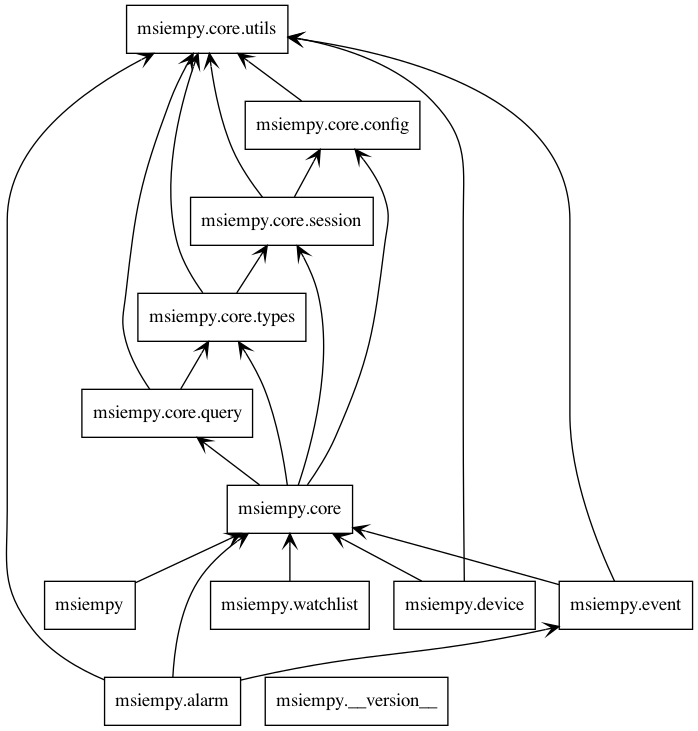 msiempy.core.utils
msiempy.core.config
msiempy.core.session
msiempy.core.types
msiempy.core.query
msiempy.core
msiempy
msiempy.watchlist
msiempy.device
msiempy.event
msiempy.alarm
msiempy.__version__